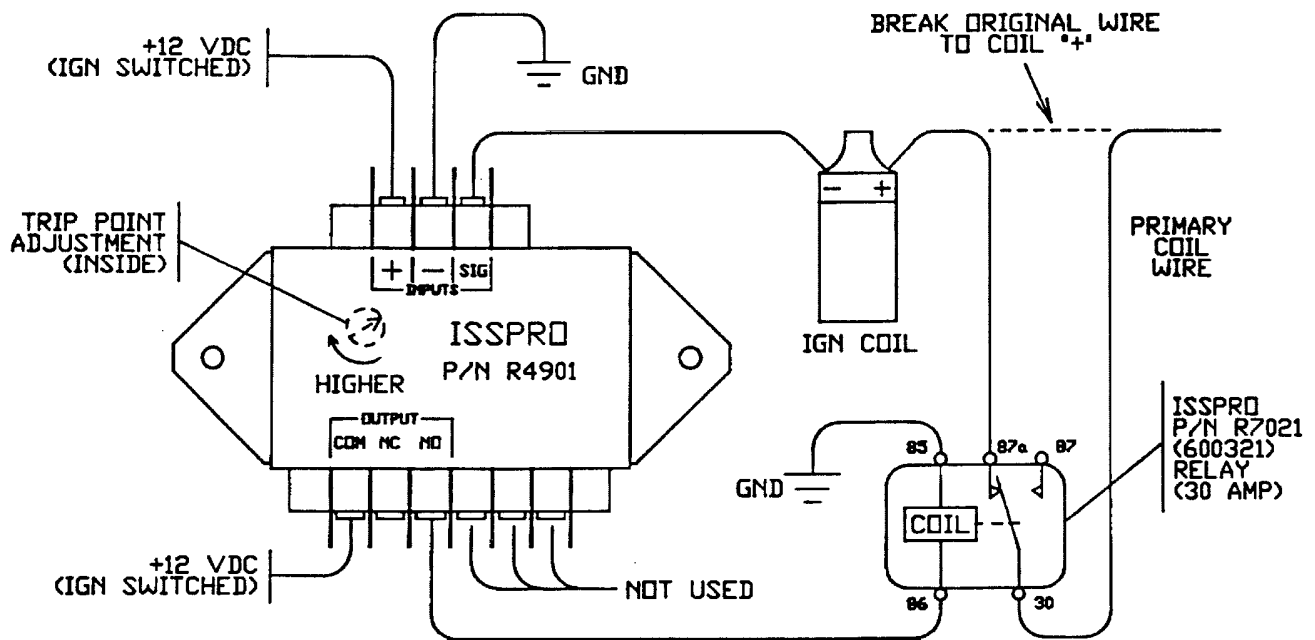 BREAK ORIGINAL WIRE
TO COIL "+"
+12 VDC
(IGN SWITCHED)
GND
TRIP POINT
ADJUSTMENT
(INSIDE)
+ − SIG
INPUTS
ISSPRO
P/N R4901
HIGHER
OUTPUT
COM NC NO
− +
IGN COIL
PRIMARY
COIL
WIRE
ISSPRO
P/N R7021
(600321)
RELAY
(30 AMP)
85 87a 87
GND
COIL
86 30
+12 VDC
(IGN SWITCHED)
NOT USED